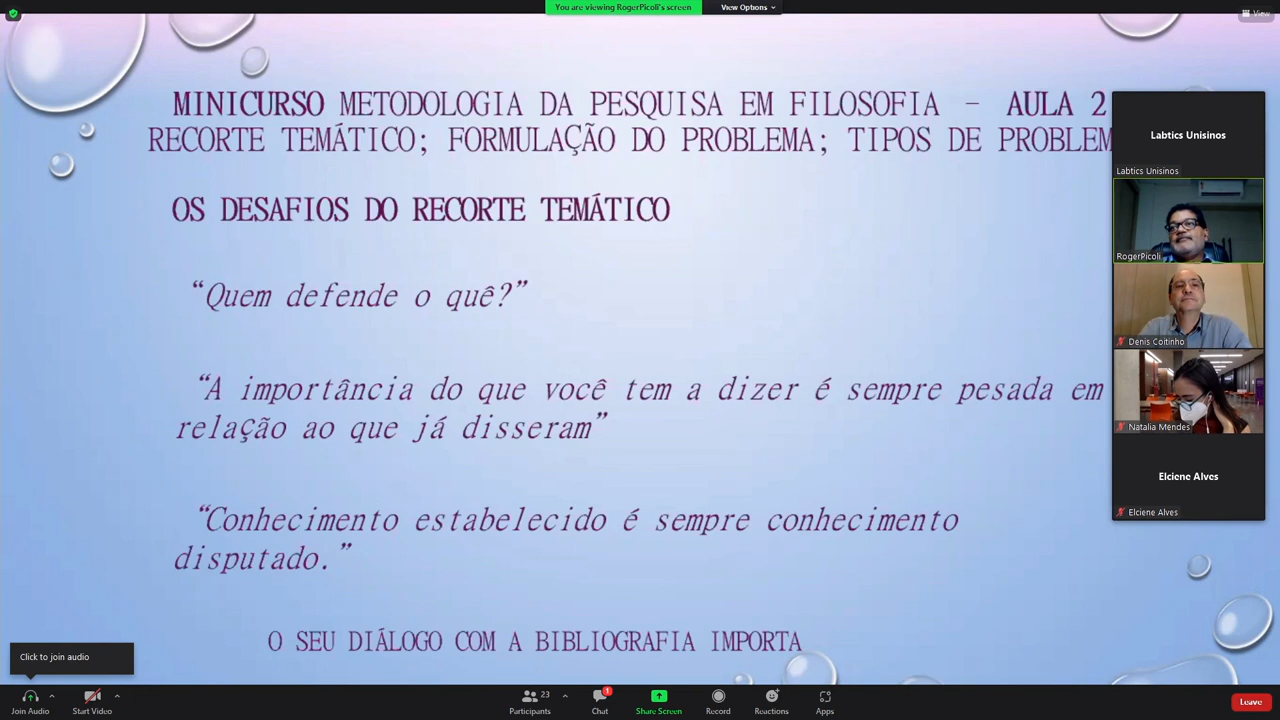 You are viewing RogerPicoli's screen
View Options
View
MINICURSO METODOLOGIA DA PESQUISA EM FILOSOFIA - AULA 2
RECORTE TEMÁTICO; FORMULAÇÃO DO PROBLEMA; TIPOS DE PROBLEM
OS DESAFIOS DO RECORTE TEMÁTICO
“Quem defende o quê?”
“A importância do que você tem a dizer é sempre pesada em
relação ao que já disseram”
“Conhecimento estabelecido é sempre conhecimento
disputado.”
O SEU DIÁLOGO COM A BIBLIOGRAFIA IMPORTA
Labtics Unisinos
Labtics Unisinos
RogerPicoli
Denis Coitinho
Natalia Mendes
Elciene Alves
Elciene Alves
Click to join audio
Join Audio
Start Video
23
Participants
1
Chat
Share Screen
Record
Reactions
Apps
Leave